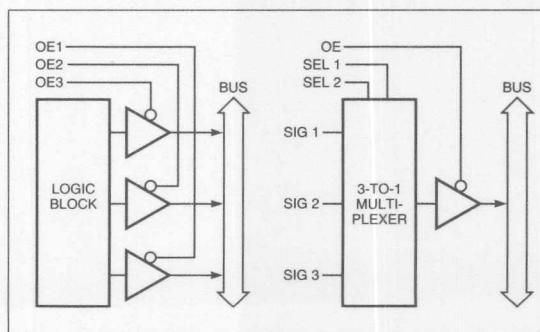 OE1
OE2
OE3
BUS
LOGIC
BLOCK
OE
SEL 1
SEL 2
BUS
SIG 1
SIG 2
SIG 3
3-TO-1
MULTI-
PLEXER